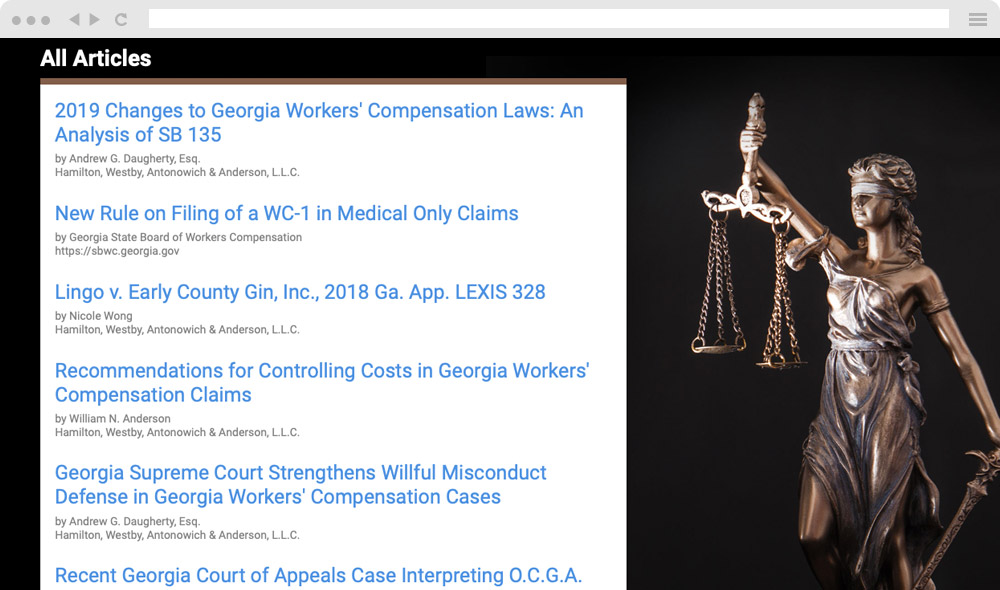 All Articles
2019 Changes to Georgia Workers' Compensation Laws: An
Analysis of SB 135
by Andrew G. Daugherty, Esq.
Hamilton, Westby, Antonowich & Anderson, L.L.C.
New Rule on Filing of a WC-1 in Medical Only Claims
by Georgia State Board of Workers Compensation
https://sbwc.georgia.gov
Lingo v. Early County Gin, Inc., 2018 Ga. App. LEXIS 328
by Nicole Wong
Hamilton, Westby, Antonowich & Anderson, L.L.C.
Recommendations for Controlling Costs in Georgia Workers'
Compensation Claims
by William N. Anderson
Hamilton, Westby, Antonowich & Anderson, L.L.C.
Georgia Supreme Court Strengthens Willful Misconduct
Defense in Georgia Workers' Compensation Cases
by Andrew G. Daugherty, Esq.
Hamilton, Westby, Antonowich & Anderson, L.L.C.
Recent Georgia Court of Appeals Case Interpreting O.C.G.A.